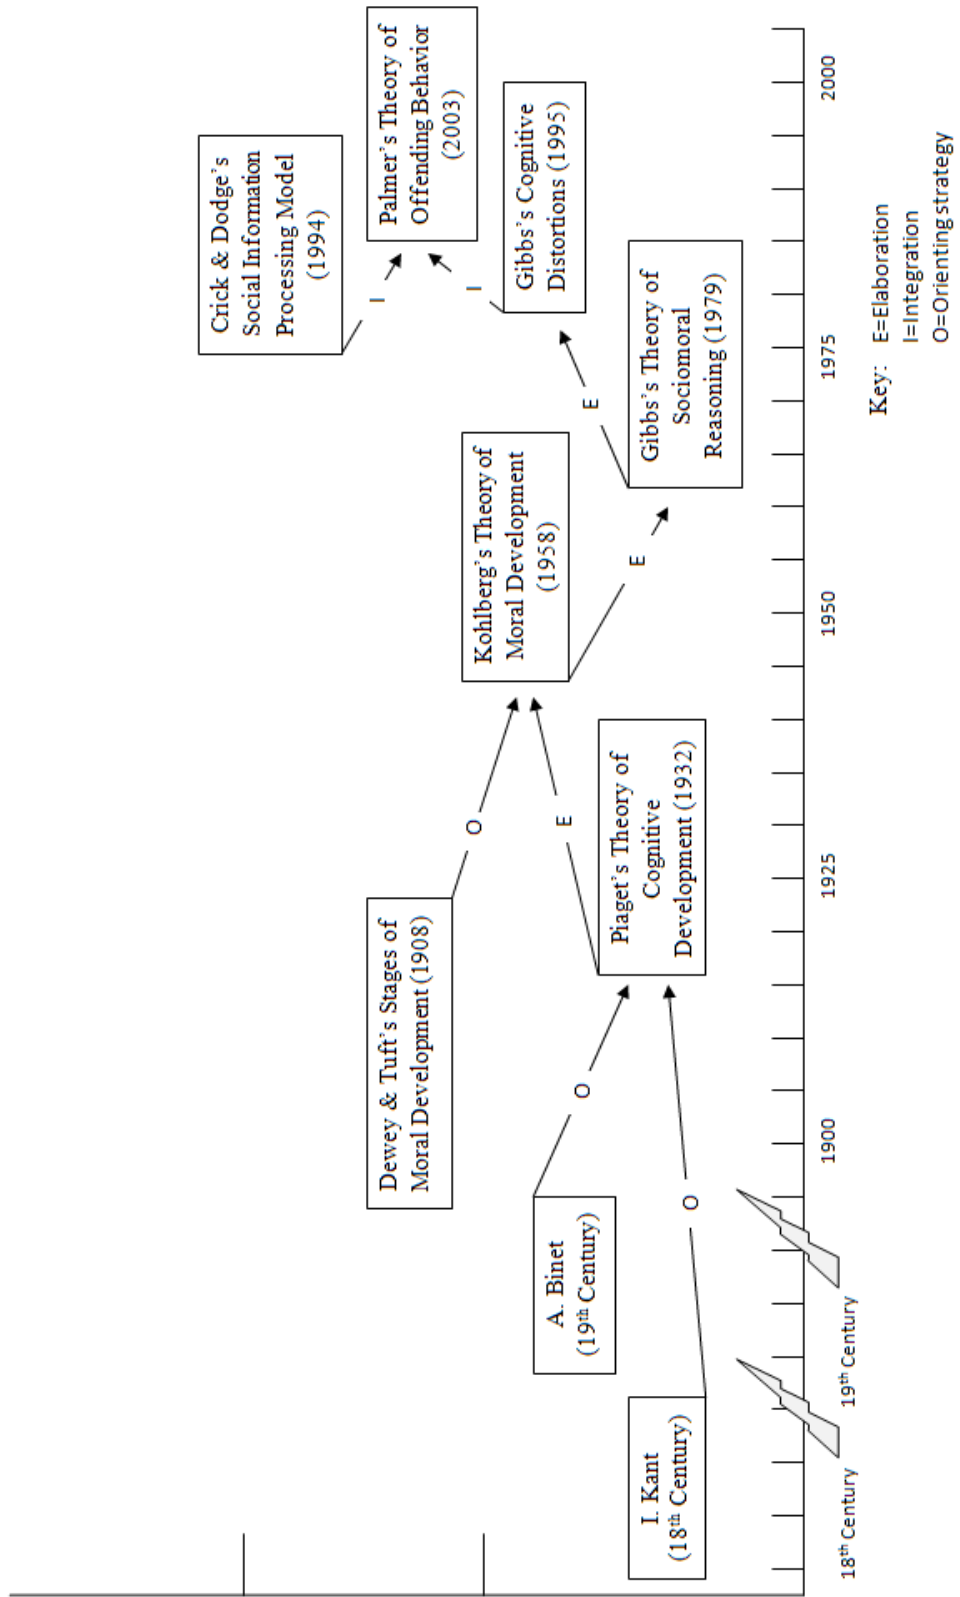 Crick & Dodge's
Social Information
Processing Model
(1994)
Palmer's Theory of
Offending Behavior
(2003)
I
I
Dewey & Tuft's Stages of
Moral Development (1908)
O
Kohlberg's Theory of
Moral Development
(1958)
Gibbs's Cognitive
Distortions (1995)
A. Binet
(19th Century)
O
E
E
E
I. Kant
(18th Century)
O
Piaget's Theory of
Cognitive
Development (1932)
Gibbs's Theory of
Sociomoral
Reasoning (1979)
18th Century
19th Century
1900
1925
1950
1975
2000
Key: E=Elaboration
I=Integration
O=Orienting strategy